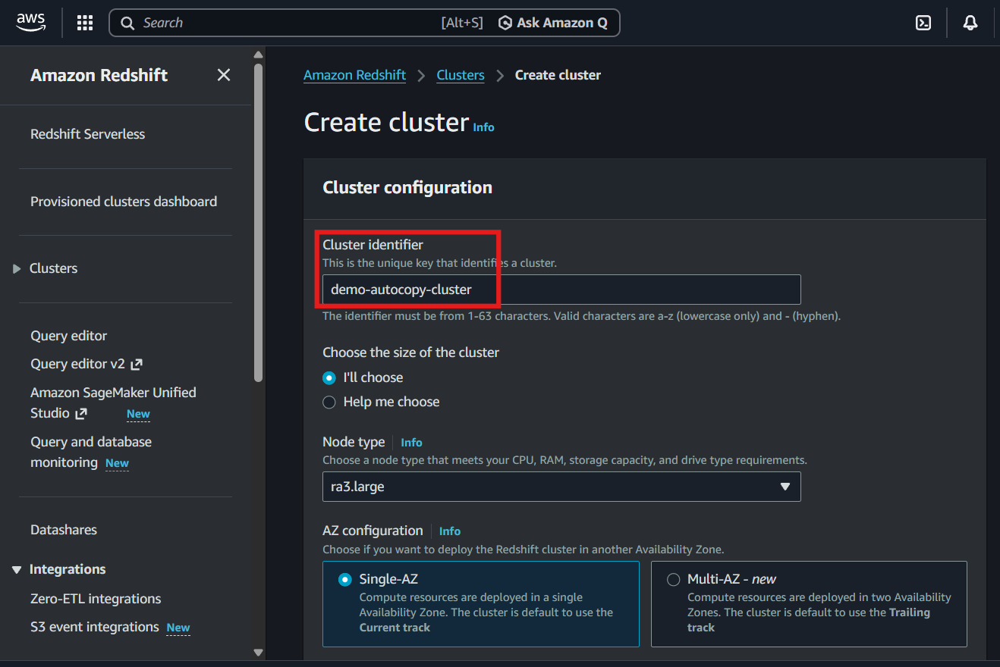 aws
Search [Alt+S] Ask Amazon Q
Amazon Redshift
Redshift Serverless
Provisioned clusters dashboard
Clusters
Query editor
Query editor v2
Amazon SageMaker Unified
Studio New
Query and database
monitoring New
Datashares
Integrations
Zero-ETL integrations
S3 event integrations New
Amazon Redshift > Clusters > Create cluster
Create cluster Info
Cluster configuration
Cluster identifier
This is the unique key that identifies a cluster.
demo-autocopy-cluster
The identifier must be from 1-63 characters. Valid characters are a-z (lowercase only) and - (hyphen).
Choose the size of the cluster
I'll choose
Help me choose
Node type Info
Choose a node type that meets your CPU, RAM, storage capacity, and drive type requirements.
ra3.large
AZ configuration Info
Choose if you want to deploy the Redshift cluster in another Availability Zone.
Single-AZ
Compute resources are deployed in a single
Availability Zone. The cluster is default to use the
Current track
Multi-AZ - new
Compute resources are deployed in two Availability
Zones. The cluster is default to use the Trailing
track